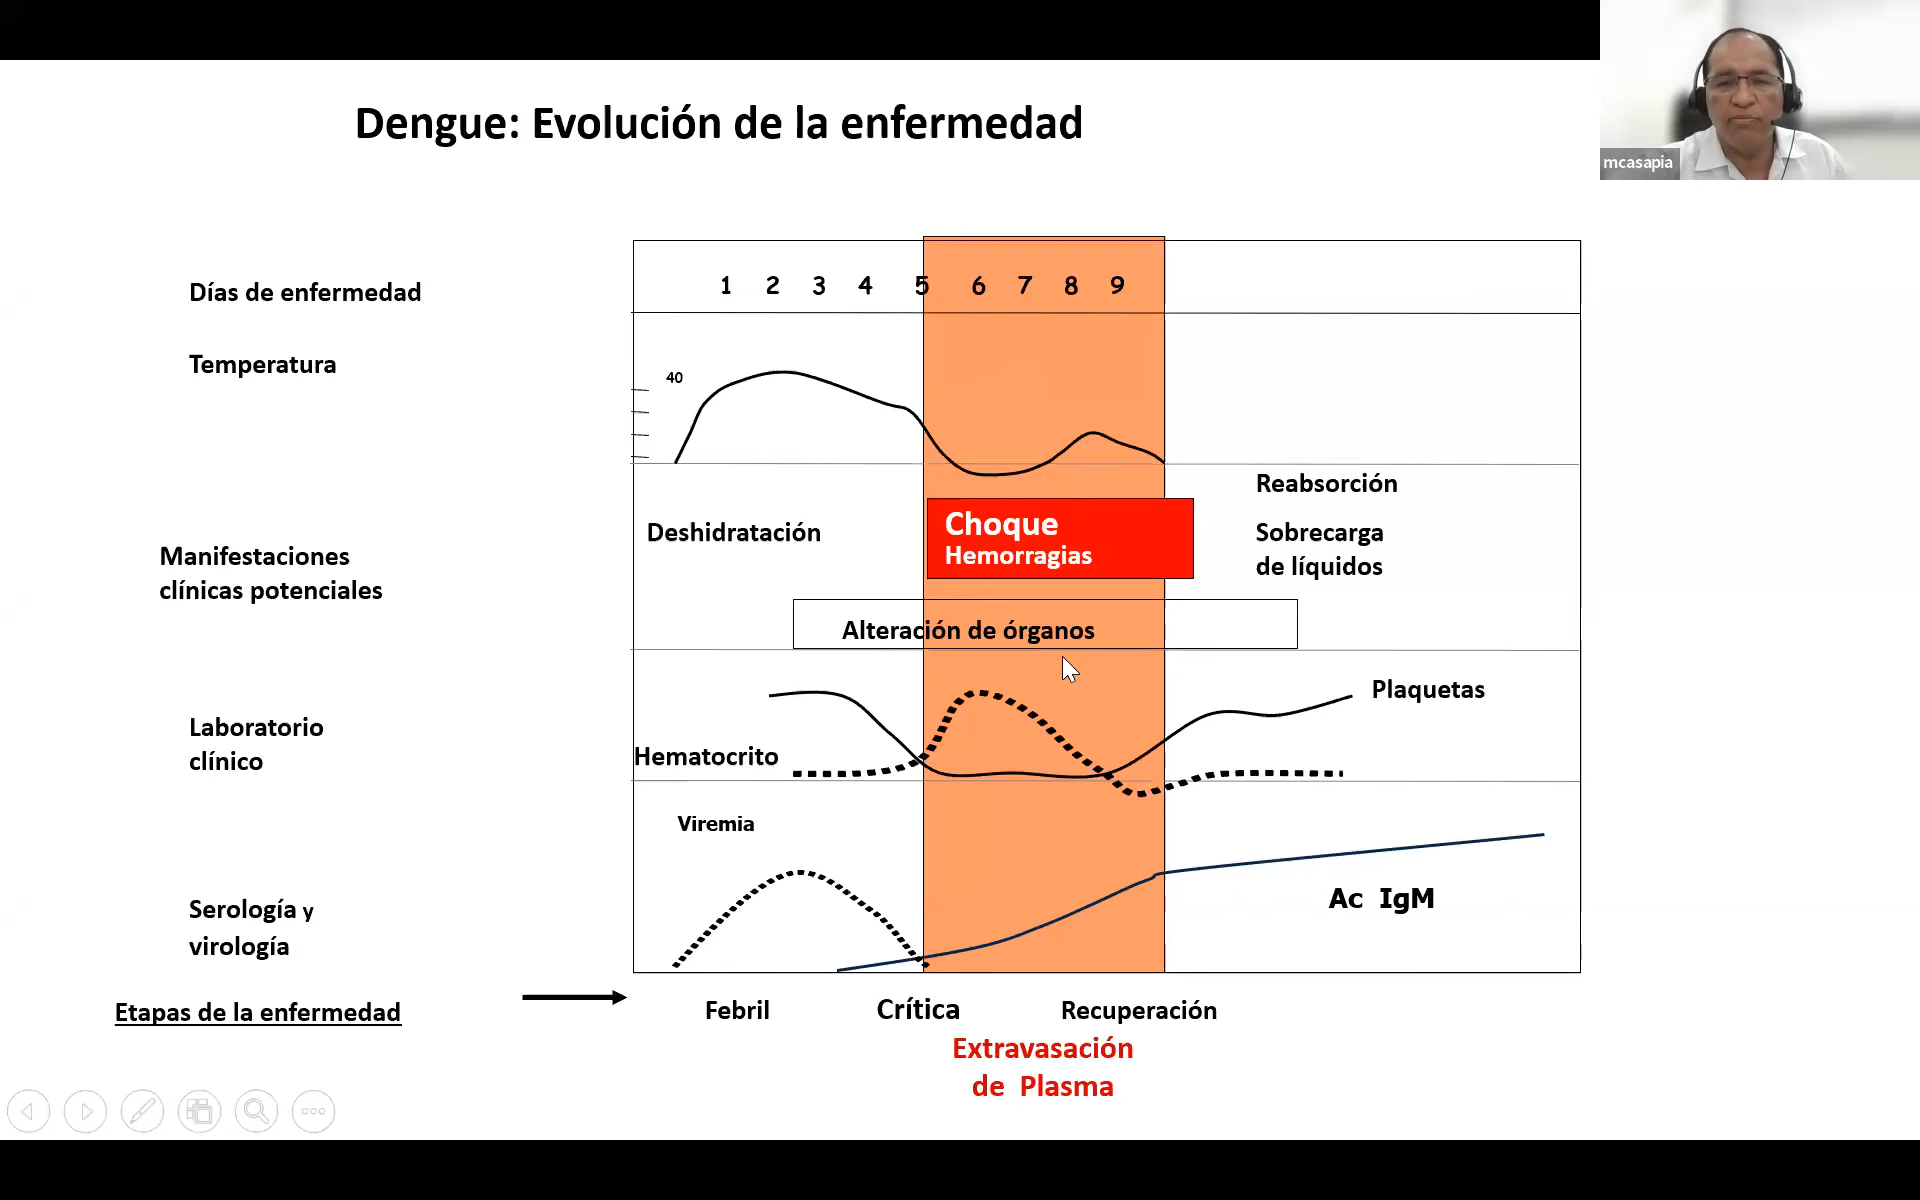 mcasapia
Dengue: Evolución de la enfermedad
Días de enfermedad
1 2 3 4 5 6 7 8 9
Temperatura
40
Manifestaciones
clínicas potenciales
Deshidratación
Choque
Hemorragias
Reabsorción
Sobrecarga
de líquidos
Alteración de órganos
Laboratorio
clínico
Hematocrito
Plaquetas
Serología y
virología
Viremia
Ac IgM
Etapas de la enfermedad
Febril
Crítica
Recuperación
Extravasación
de Plasma